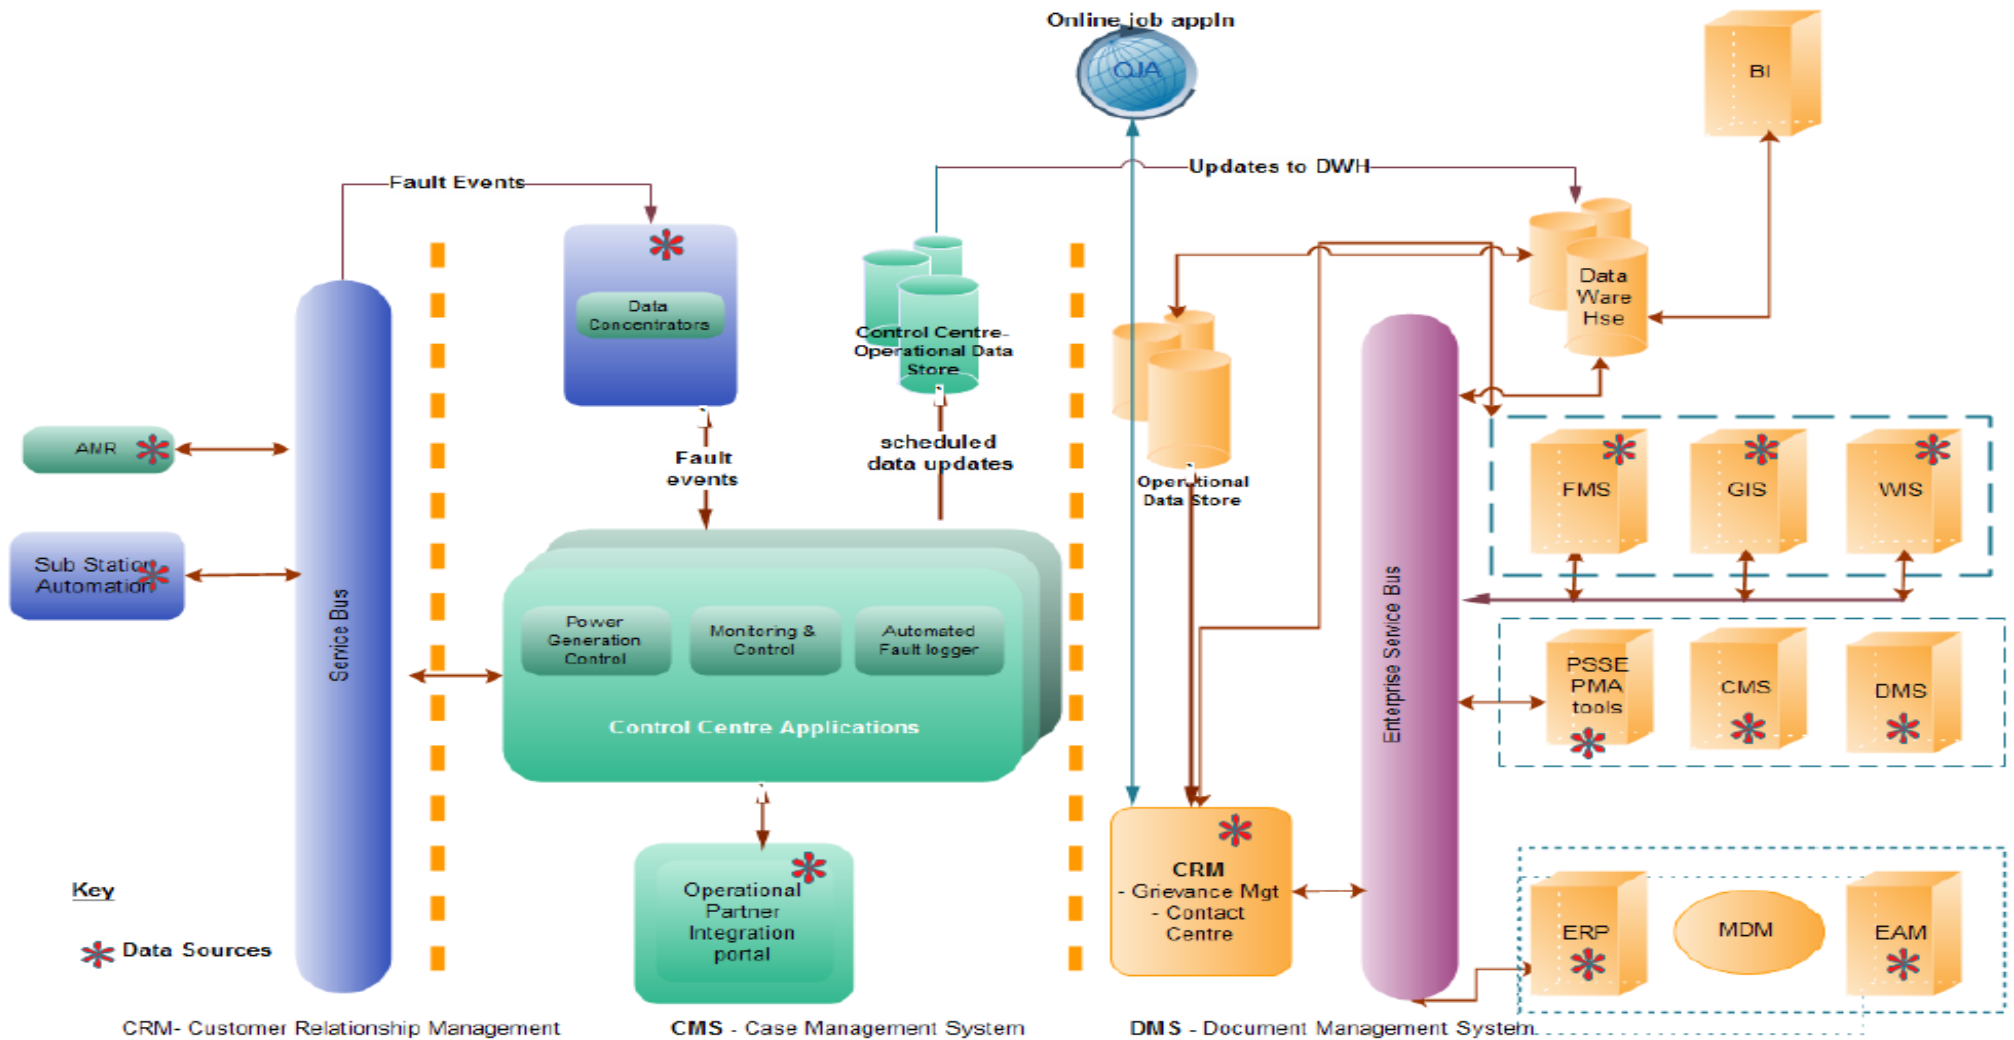 Online job appln
OJA
BI
Fault Events
Updates to DWH
Data
Concentrators
Control Centre-
Operational Data
Store
Data
Ware
Hse
AMR
Fault
events
scheduled
data updates
Operational
Data Store
FMS
GIS
WIS
Sub Station
Automation
Service Bus
Power
Generation
Control
Monitoring &
Control
Automated
Fault logger
Control Centre Applications
Enterprise Service Bus
PSSE
PMA
tools
CMS
DMS
Operational
Partner
Integration
portal
CRM
- Grievance Mgt
- Contact
Centre
ERP
MDM
EAM
Key
Data Sources
CRM- Customer Relationship Management
CMS - Case Management System
DMS - Document Management System